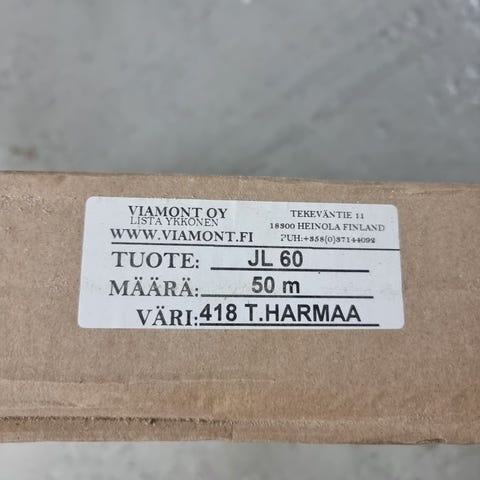 VIAMONT OY
LISTA YKKÖNEN
WWW.VIAMONT.FI
TEKEVÄNTIE 11
18300 HEINOLA FINLAND
PUH:+358(0)37144092
TUOTE: JL 60
MÄÄRÄ: 50 m
VÄRI: 418 T.HARMAA